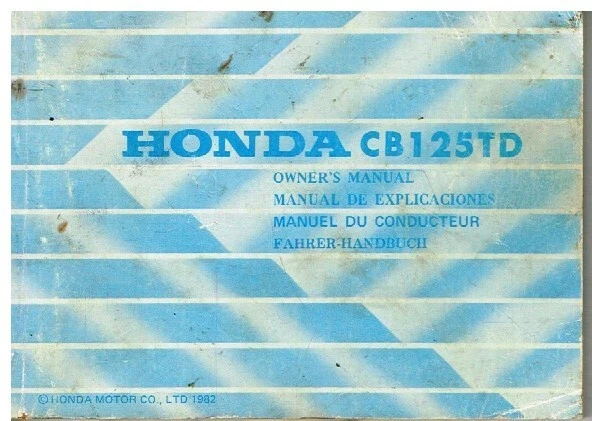 HONDA CB125TD
OWNER'S MANUAL
MANUAL DE EXPLICACIONES
MANUEL DU CONDUCTEUR
FAHRER-HANDBUCH
© HONDA MOTOR CO., LTD 1982